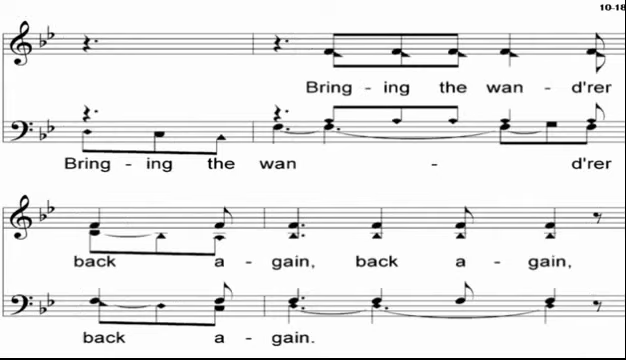 10-18
Bring - ing the wan - d'rer
Bring - ing the wan - d'rer
back a - gain, back a - gain,
back a - gain.